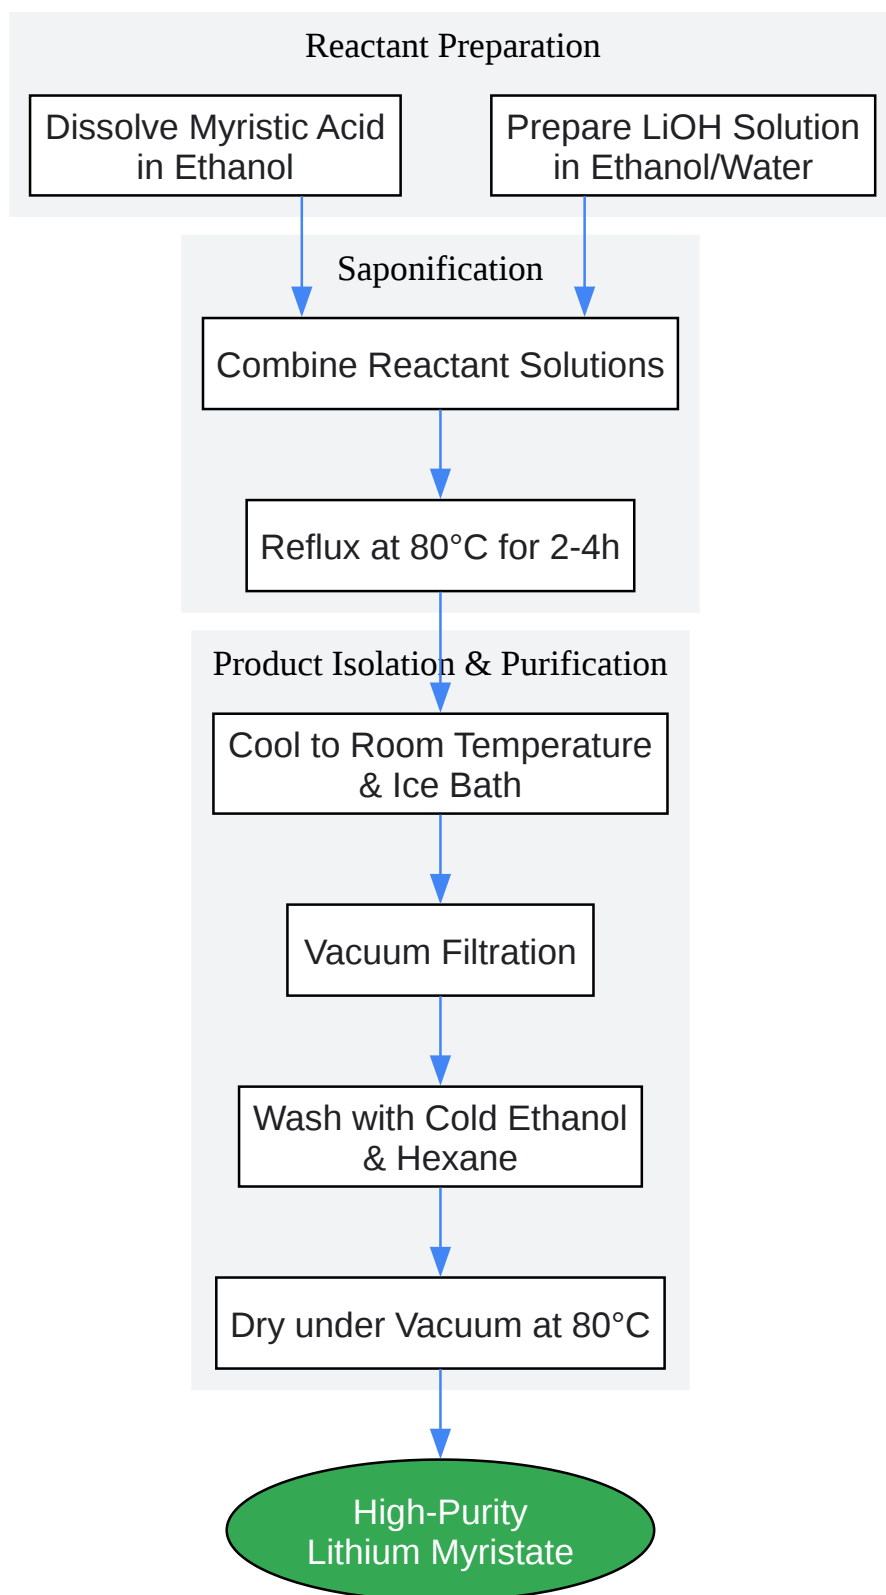 Reactant Preparation
Dissolve Myristic Acid
in Ethanol
Prepare LiOH Solution
in Ethanol/Water
Saponification
Combine Reactant Solutions
Reflux at 80°C for 2-4h
Product Isolation & Purification
Cool to Room Temperature
& Ice Bath
Vacuum Filtration
Wash with Cold Ethanol
& Hexane
Dry under Vacuum at 80°C
High-Purity
Lithium Myristate